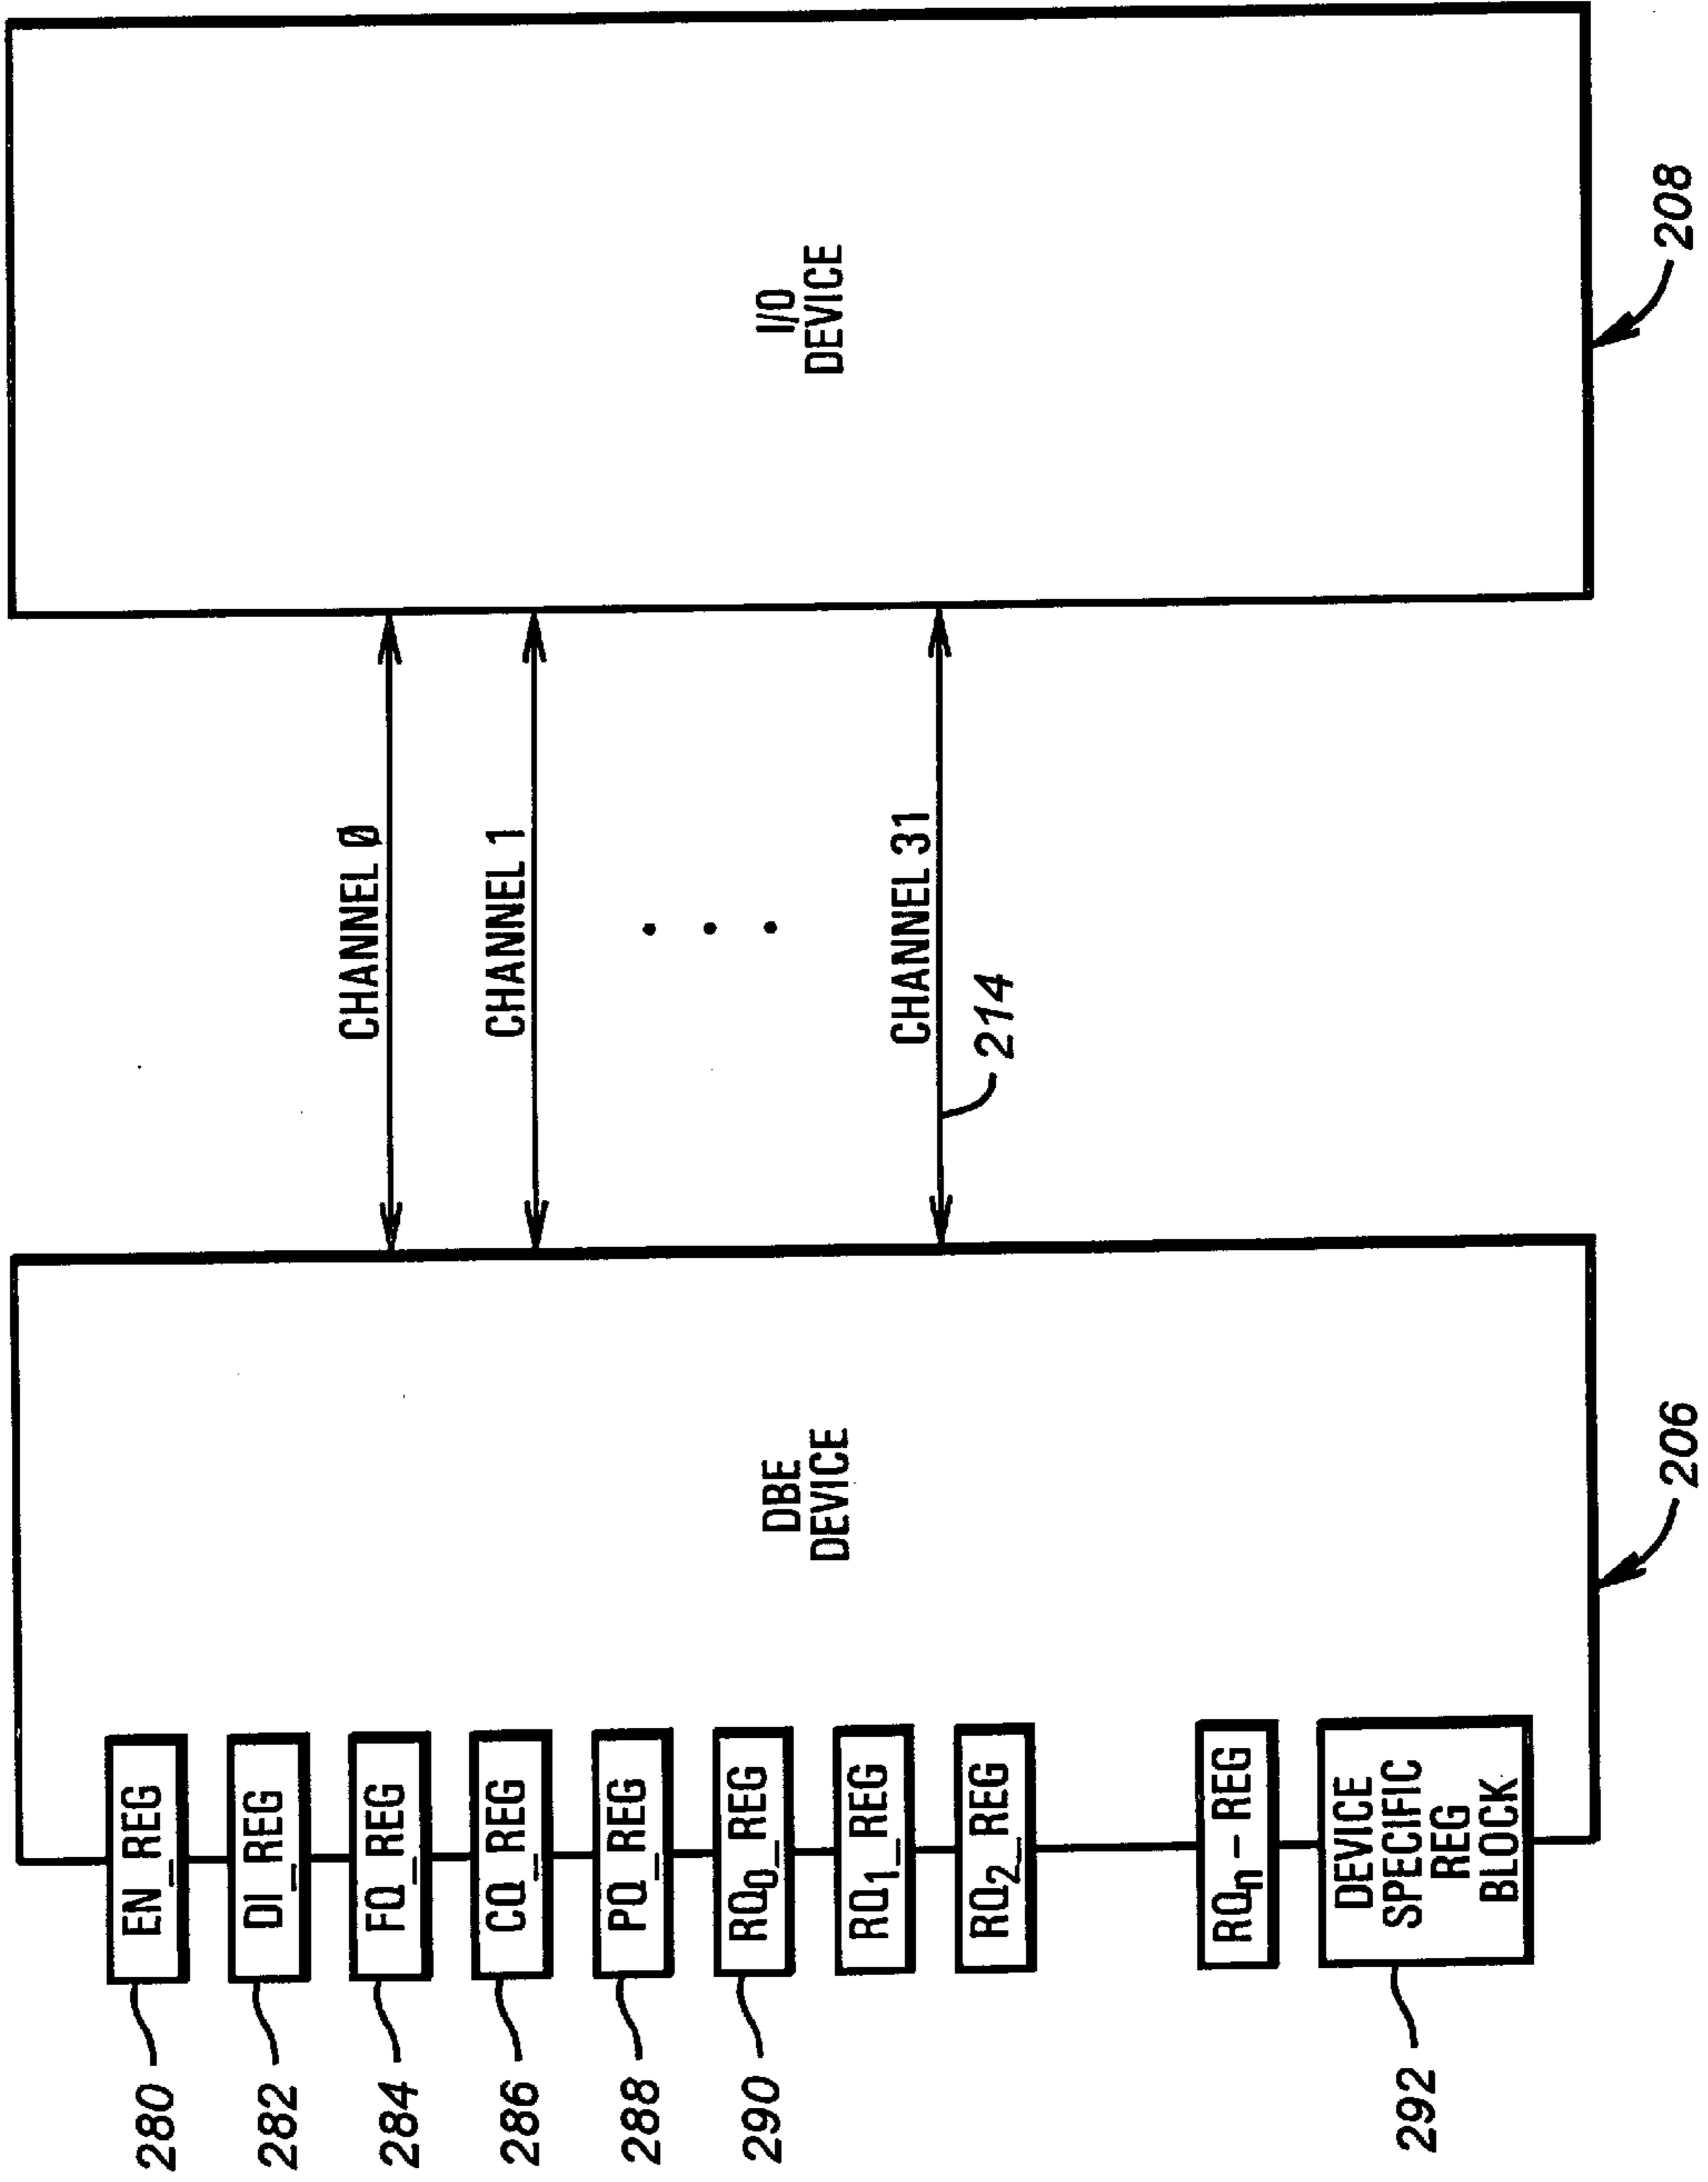 280
EN_REG
282
DI_REG
284
FQ_REG
286
CQ_REG
288
PQ_REG
290
RQ0_REG
RQ1_REG
RQ2_REG
RQn-REG
292
DEVICE
SPECIFIC
REG
BLOCK
DBE
DEVICE
206
CHANNEL Ø
CHANNEL 1
. . .
CHANNEL 31
214
I/O
DEVICE
208